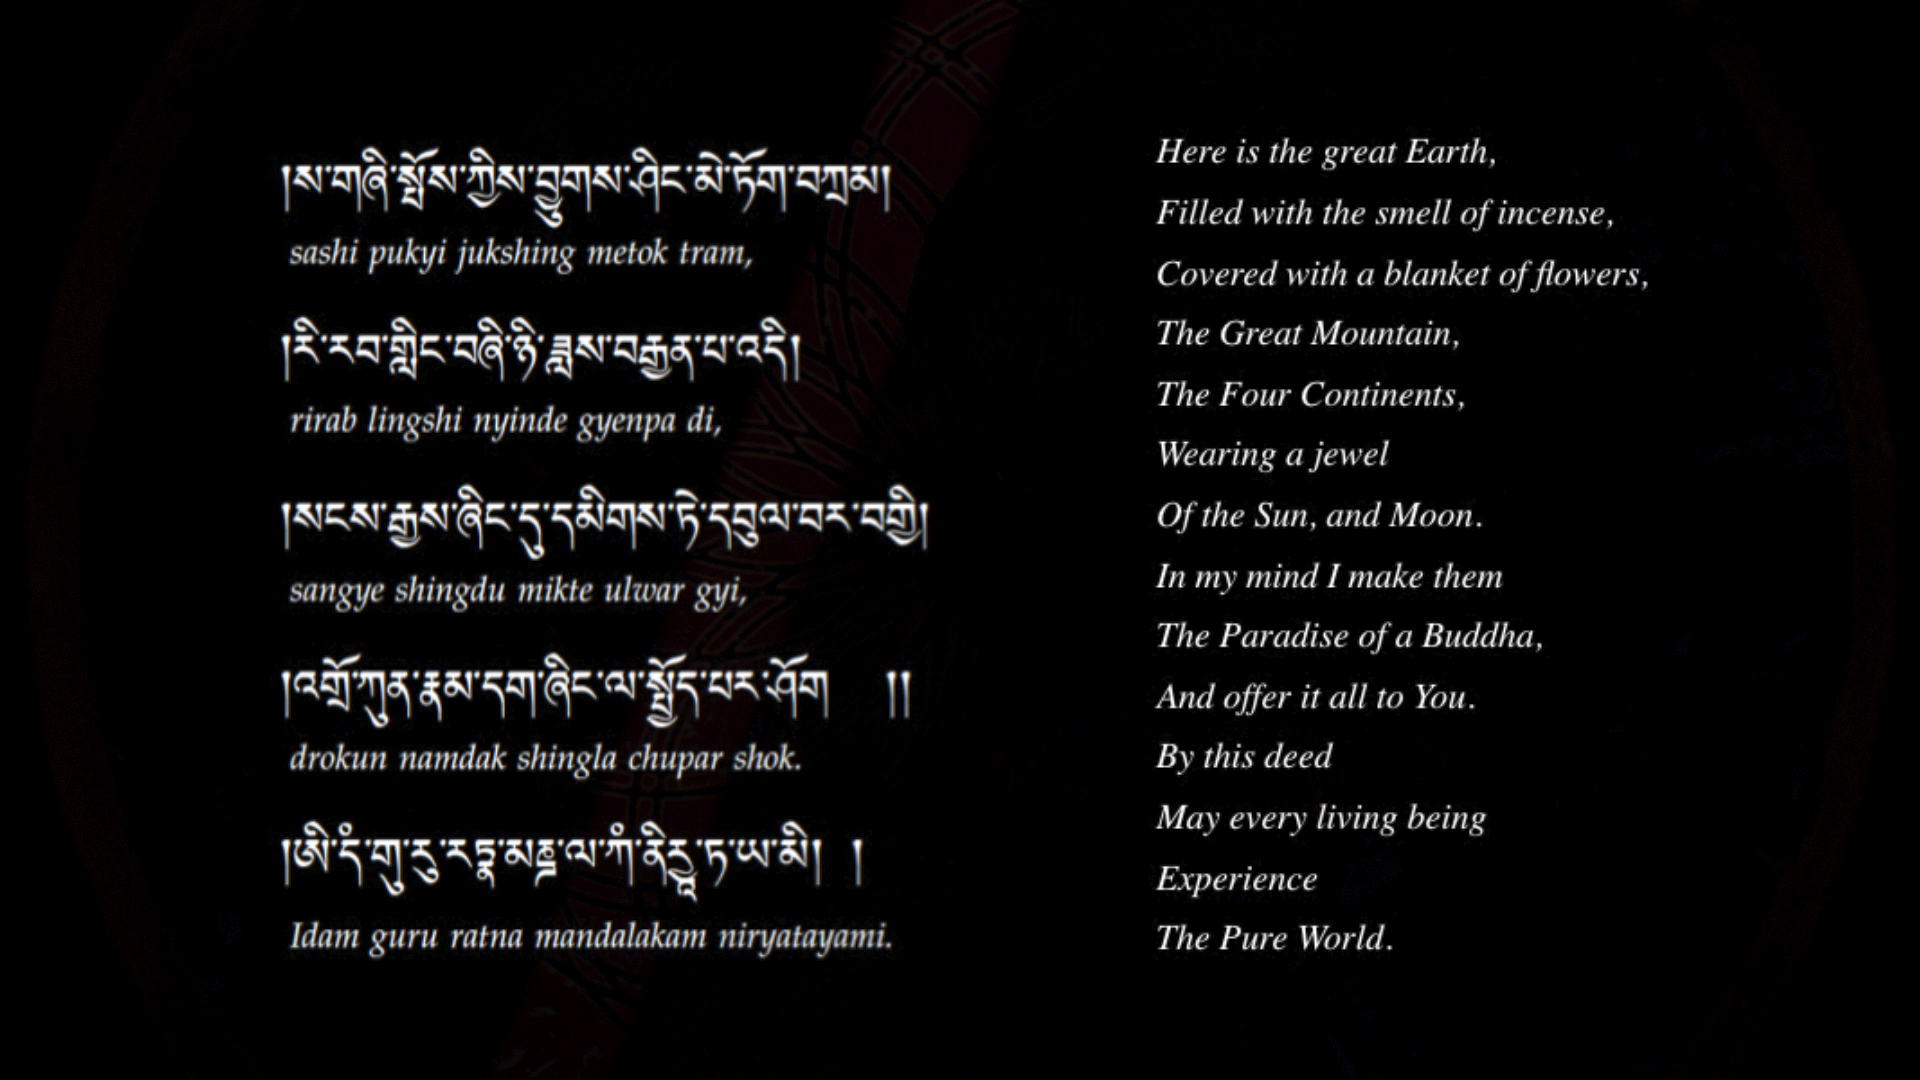 །ས་གཞི་སྤོས་ཀྱིས་བྱུགས་ཤིང་མེ་ཏོག་བཀྲམ།
sashi pukyi jukshing metok tram,
།རི་རབ་གླིང་བཞི་ཉི་ཟླས་བརྒྱན་པ་འདི།
rirab lingshi nyinde gyenpa di,
།སངས་རྒྱས་ཞིང་དུ་དམིགས་ཏེ་དབུལ་བར་བགྱི།
sangye shingdu mikte ulwar gyi,
།འགྲོ་ཀུན་རྣམ་དག་ཞིང་ལ་སྤྱོད་པར་ཤོག །།
drokun namdak shingla chupar shok.
།ཨི་དཾ་གུ་རུ་རཏྣ་མཎྜ་ལ་ཀཾ་ནིརྱཱ་ཏ་ཡ་མི། །
Idam guru ratna mandalakam niryatayami.
Here is the great Earth,
Filled with the smell of incense,
Covered with a blanket of flowers,
The Great Mountain,
The Four Continents,
Wearing a jewel
Of the Sun, and Moon.
In my mind I make them
The Paradise of a Buddha,
And offer it all to You.
By this deed
May every living being
Experience
The Pure World.